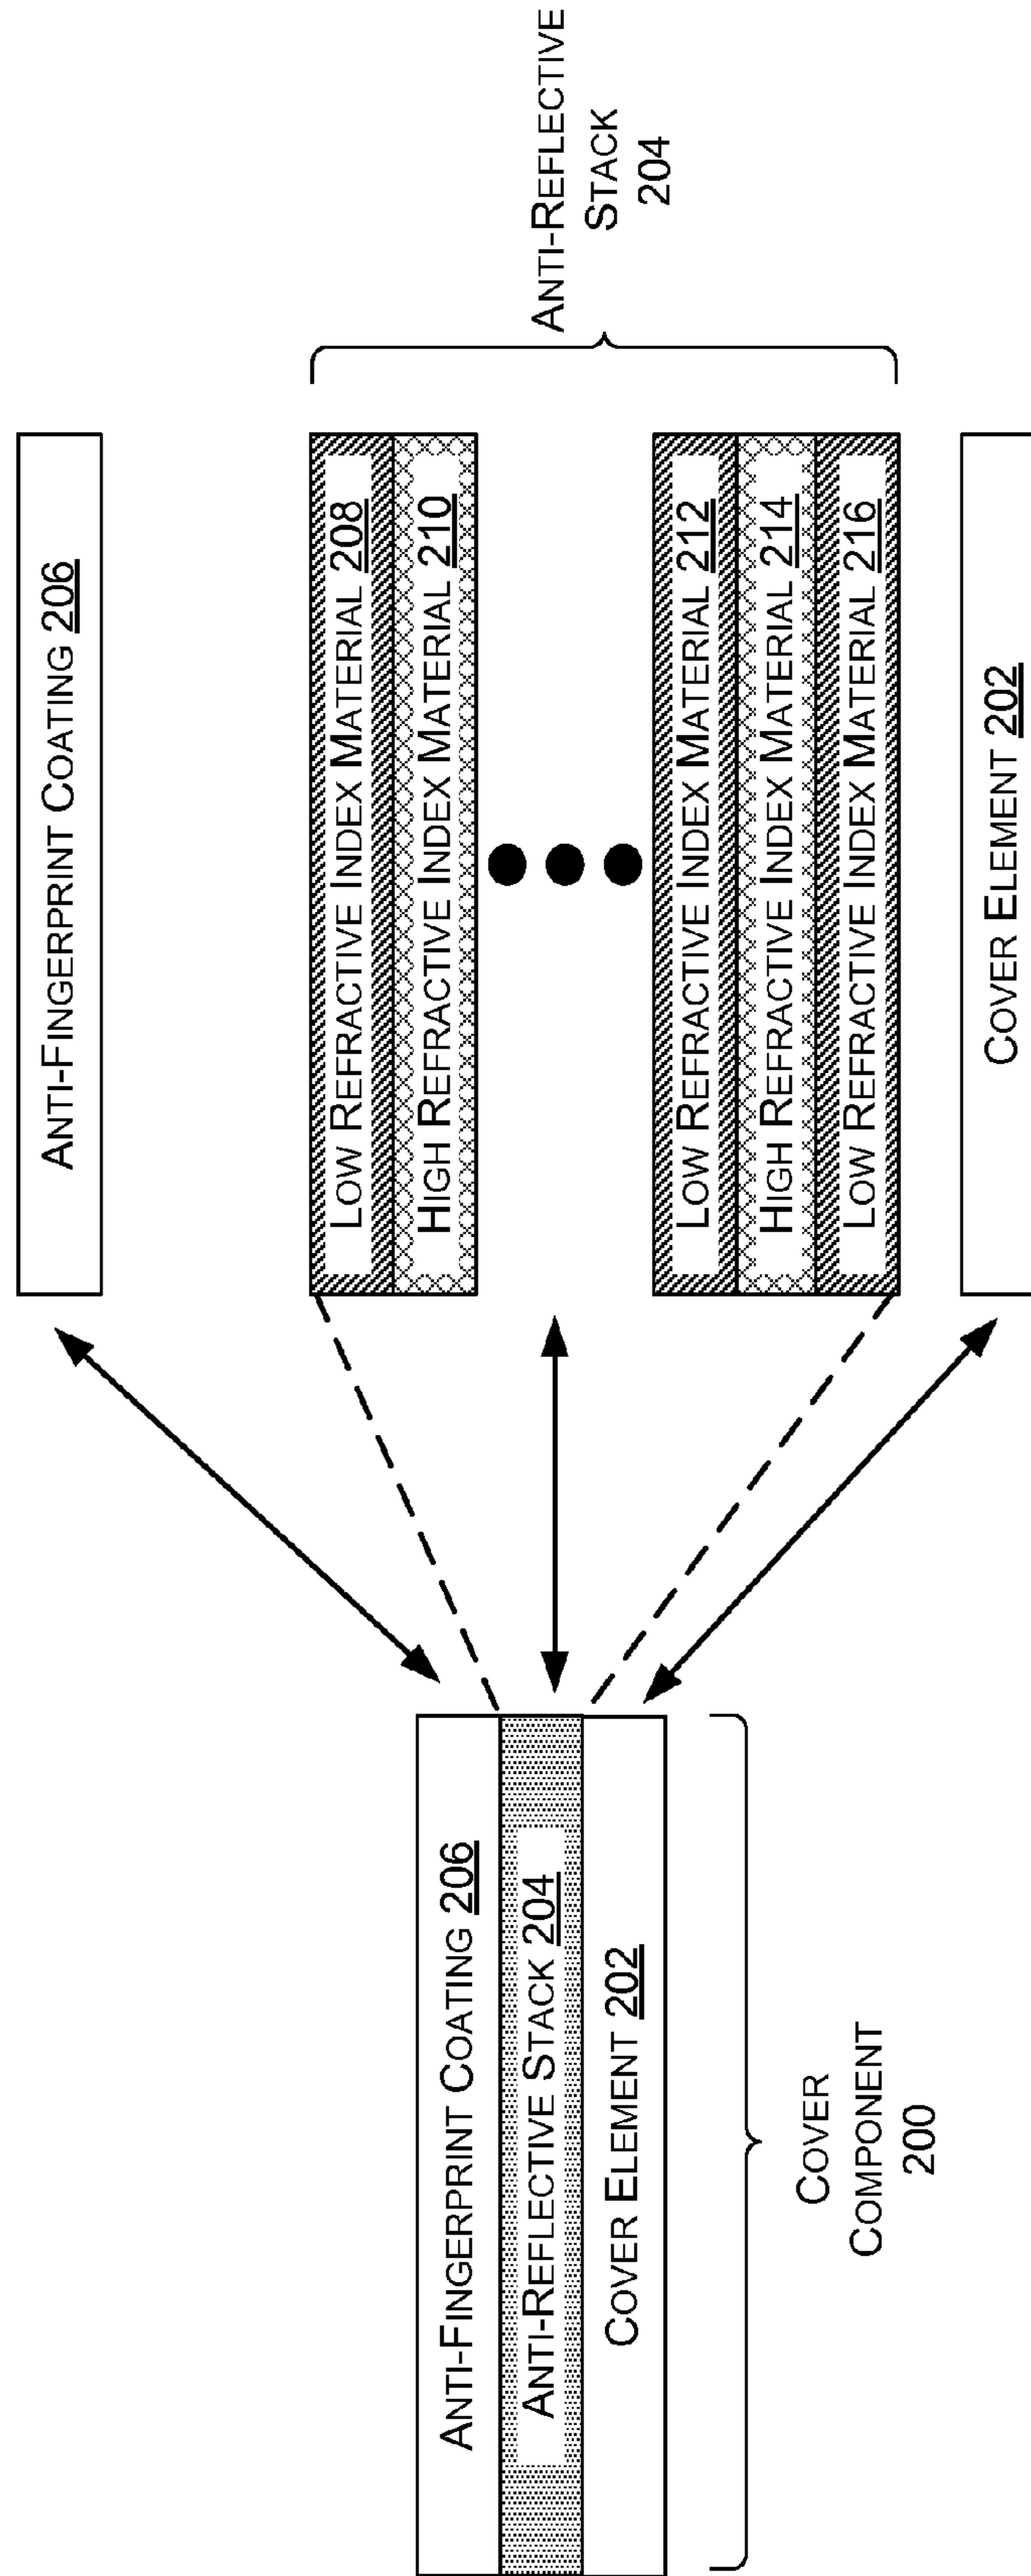 ANTI-FINGERPRINT COATING 206
ANTI-REFLECTIVE STACK 204
COVER ELEMENT 202
COVER
COMPONENT
200
ANTI-FINGERPRINT COATING 206
LOW REFRACTIVE INDEX MATERIAL 208
HIGH REFRACTIVE INDEX MATERIAL 210
LOW REFRACTIVE INDEX MATERIAL 212
HIGH REFRACTIVE INDEX MATERIAL 214
LOW REFRACTIVE INDEX MATERIAL 216
COVER ELEMENT 202
ANTI-REFLECTIVE
STACK
204